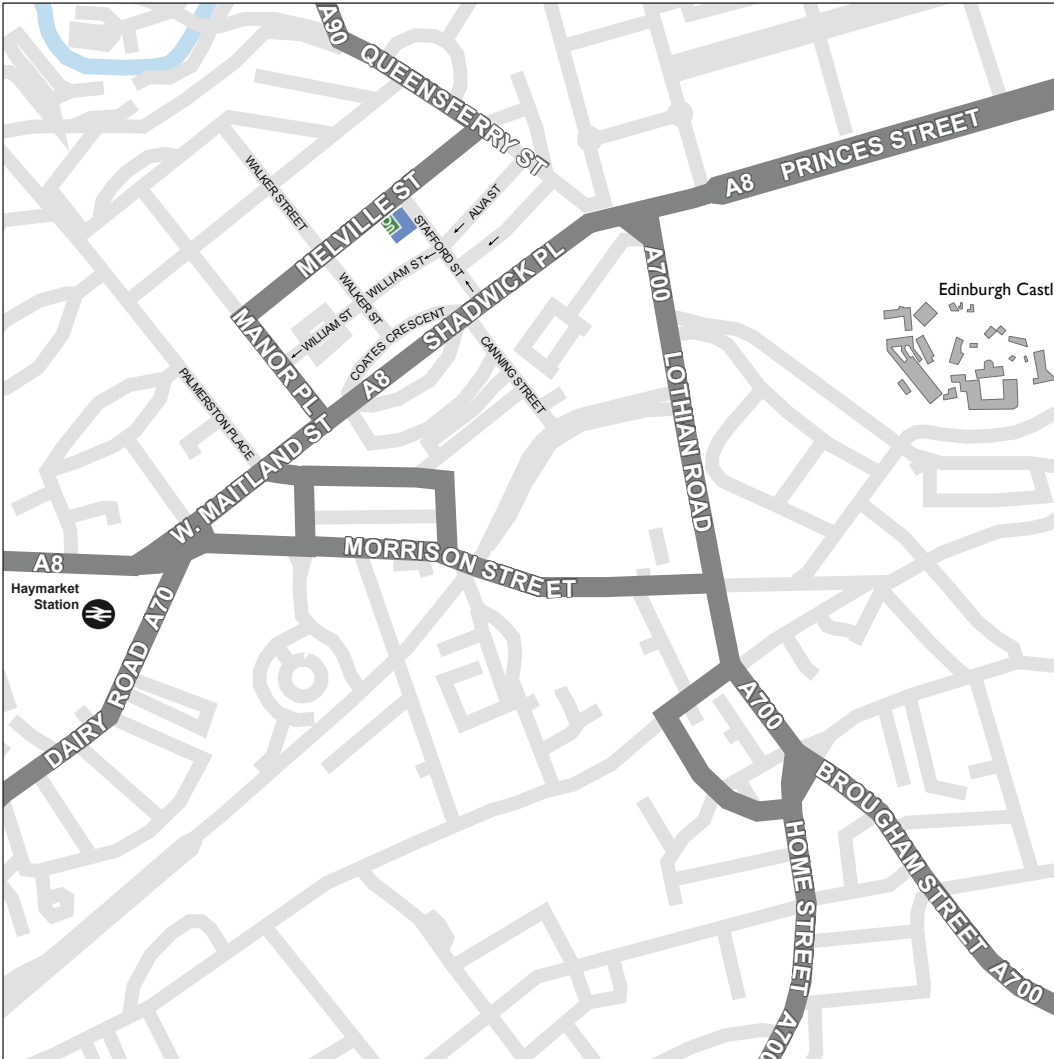 A90
QUEENSFERRY ST
A8 PRINCES STREET
WALKER STREET
MELVILLE ST
STAFFORD ST
ALVA ST
WILLIAM ST
WALKER ST
WILLIAM ST
COATES CRESCENT
A8
SHADWICK PL
CANNING STREET
MANOR PL
PALMERSTON PLACE
W. MAITLAND ST
A700
LOTHIAN ROAD
Edinburgh Castl
A8
MORRISON STREET
Haymarket
Station
DAIRY ROAD A70
A700
BROUGHAM STREET A700
HOME STREET A700